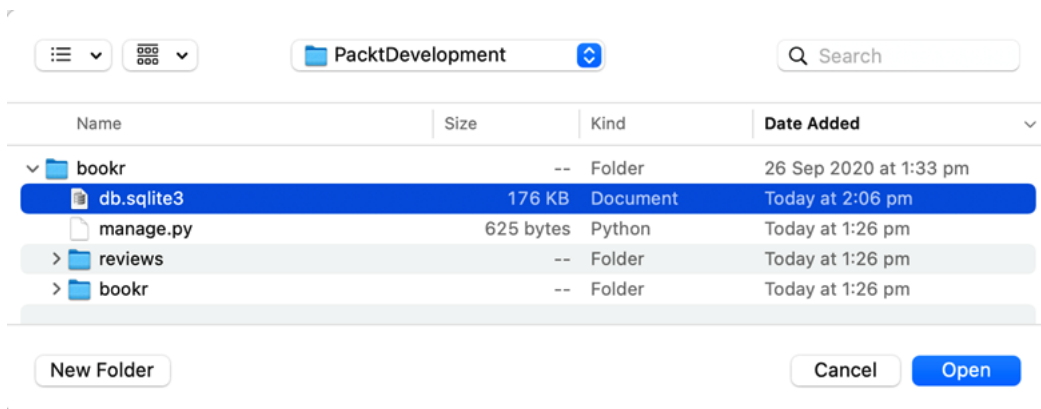 PacktDevelopment Search
Name Size Kind Date Added
bookr -- Folder 26 Sep 2020 at 1:33 pm
db.sqlite3 176 KB Document Today at 2:06 pm
manage.py 625 bytes Python Today at 1:26 pm
reviews -- Folder Today at 1:26 pm
bookr -- Folder Today at 1:26 pm
New Folder Cancel Open